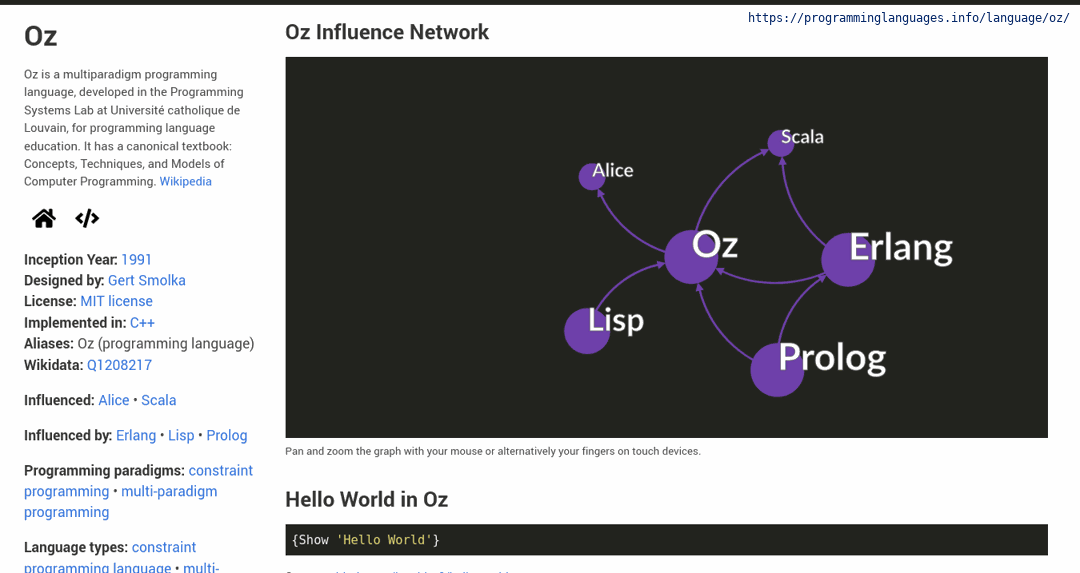 https://programminglanguages.info/language/oz/
Oz
Oz is a multiparadigm programming
language, developed in the Programming
Systems Lab at Université catholique de
Louvain, for programming language
education. It has a canonical textbook:
Concepts, Techniques, and Models of
Computer Programming. Wikipedia
Inception Year: 1991
Designed by: Gert Smolka
License: MIT license
Implemented in: C++
Aliases: Oz (programming language)
Wikidata: Q1208217
Influenced: Alice • Scala
Influenced by: Erlang • Lisp • Prolog
Programming paradigms: constraint
programming • multi-paradigm
programming
Language types: constraint
programming language • multi-
Oz Influence Network
Scala
Alice
Oz
Erlang
Lisp
Prolog
Pan and zoom the graph with your mouse or alternatively your fingers on touch devices.
Hello World in Oz
{Show 'Hello World'}